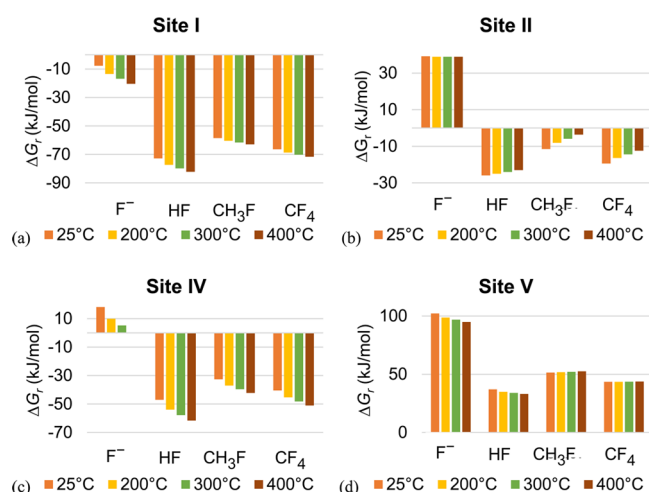 Site I
ΔGr (kJ/mol)
-10
-30
-50
-70
-90
F⁻ HF CH₃F CF₄
(a) 25°C 200°C 300°C 400°C
Site II
ΔGr (kJ/mol)
30
10
-10
-30
F⁻ HF CH₃F CF₄
(b) 25°C 200°C 300°C 400°C
Site IV
ΔGr (kJ/mol)
10
-10
-30
-50
-70
F⁻ HF CH₃F CF₄
(c) 25°C 200°C 300°C 400°C
Site V
ΔGr (kJ/mol)
100
50
0
F⁻ HF CH₃F CF₄
(d) 25°C 200°C 300°C 400°C